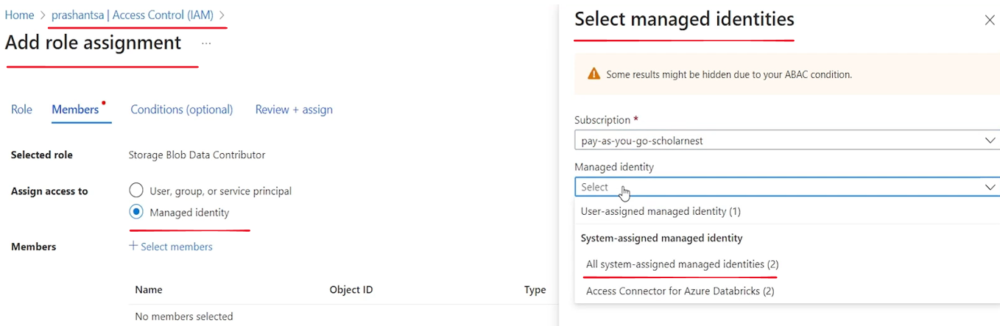 Home > prashantsa | Access Control (IAM) >
Add role assignment ...
Role Members Conditions (optional) Review + assign
Selected role Storage Blob Data Contributor
Assign access to User, group, or service principal
Managed identity
Members + Select members
Name Object ID Type
No members selected
Select managed identities
Some results might be hidden due to your ABAC condition.
Subscription *
pay-as-you-go-scholarnest
Managed identity
Select
User-assigned managed identity (1)
System-assigned managed identity
All system-assigned managed identities (2)
Access Connector for Azure Databricks (2)